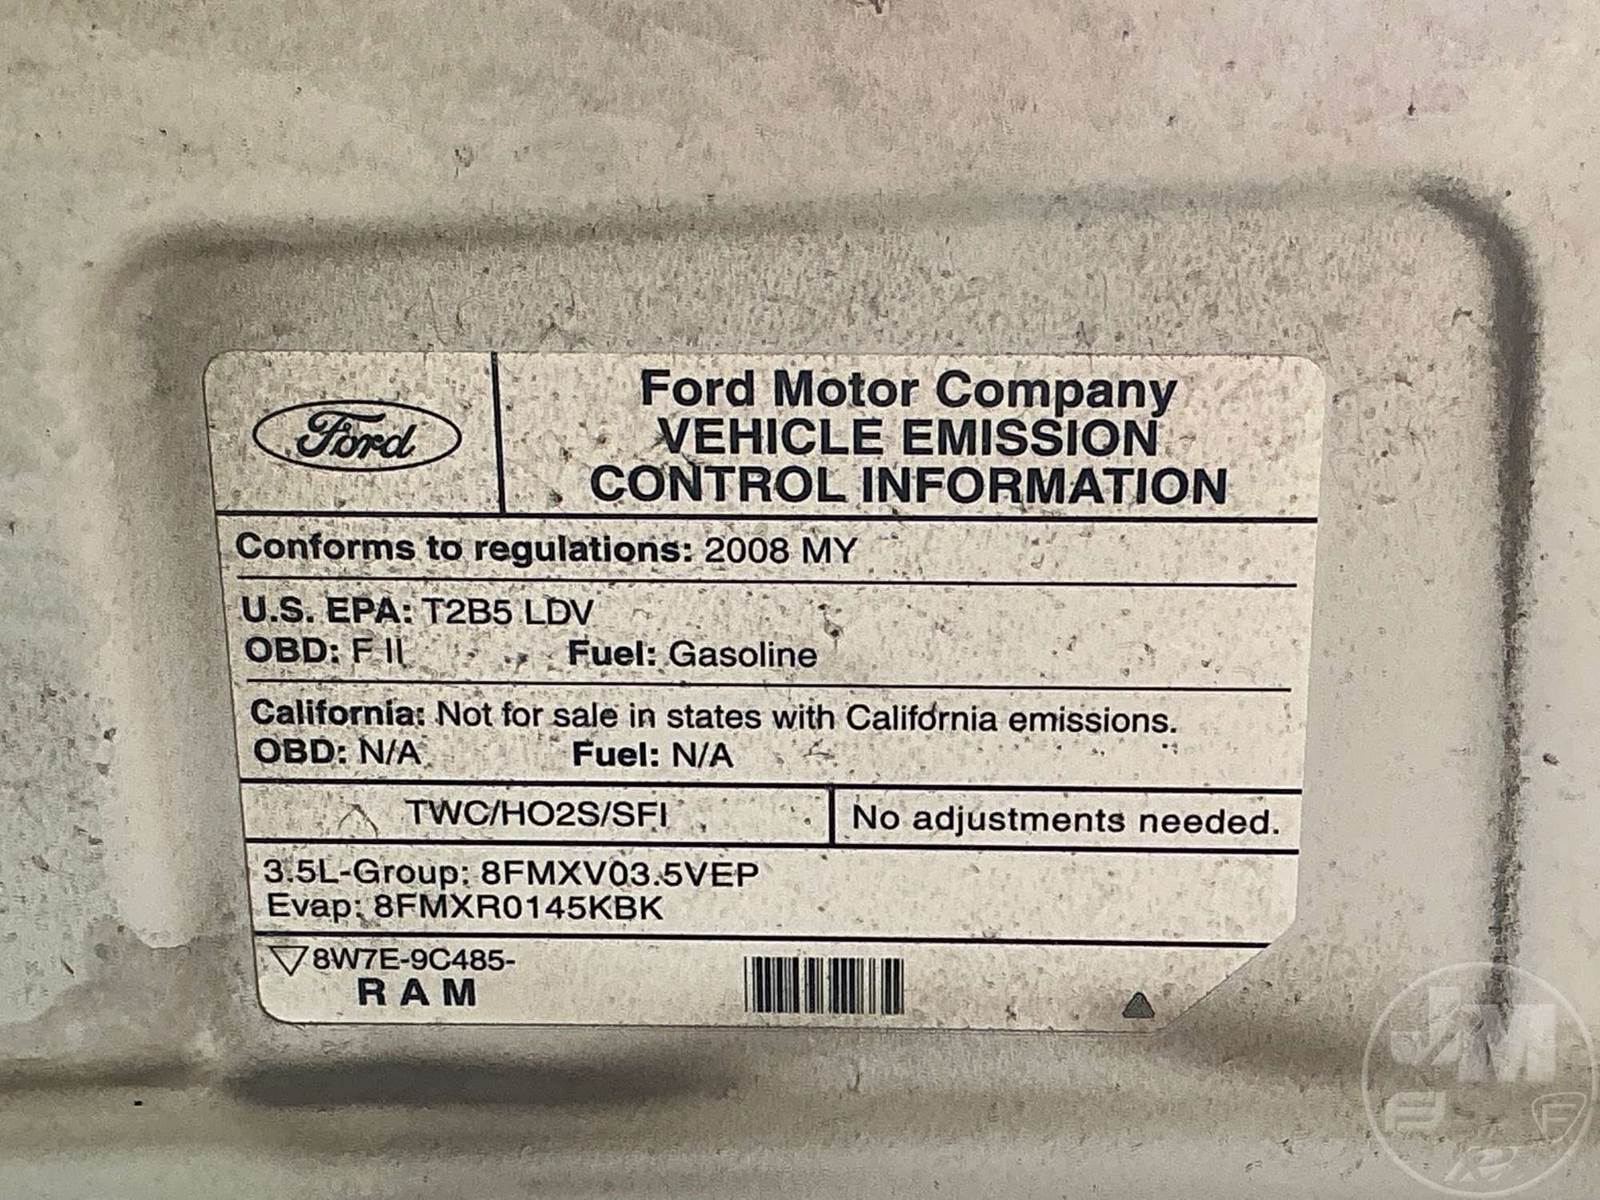 Ford
Ford Motor Company
VEHICLE EMISSION
CONTROL INFORMATION
Conforms to regulations: 2008 MY
U.S. EPA: T2B5 LDV
OBD: F II Fuel: Gasoline
California: Not for sale in states with California emissions.
OBD: N/A Fuel: N/A
TWC/HO2S/SFI No adjustments needed.
3.5L-Group: 8FMXV03.5VEP
Evap: 8FMXR0145KBK
8W7E-9C485-
R A M
JM